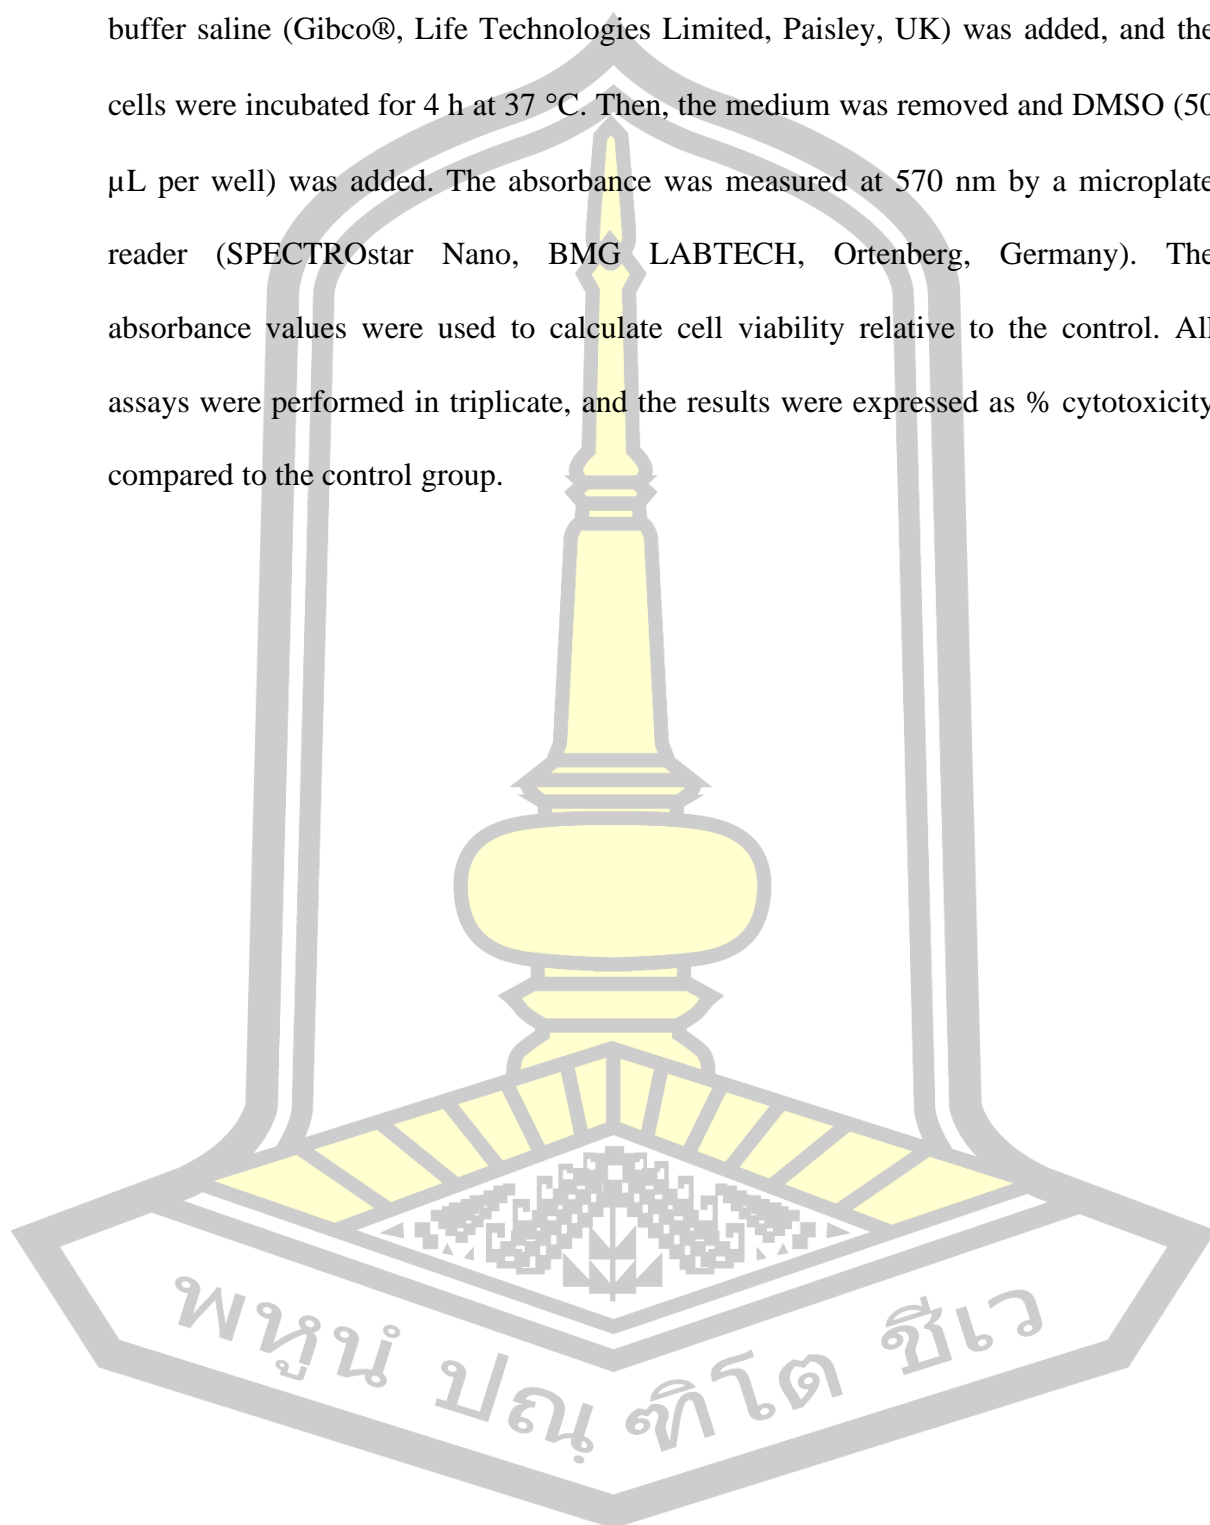 buffer saline (Gibco®, Life Technologies Limited, Paisley, UK) was added, and the
cells were incubated for 4 h at 37 °C. Then, the medium was removed and DMSO (50
µL per well) was added. The absorbance was measured at 570 nm by a microplate
reader (SPECTROstar Nano, BMG LABTECH, Ortenberg, Germany). The
absorbance values were used to calculate cell viability relative to the control. All
assays were performed in triplicate, and the results were expressed as % cytotoxicity
compared to the control group.
พหูนํ ปณฺ ฑิโต ชีเว